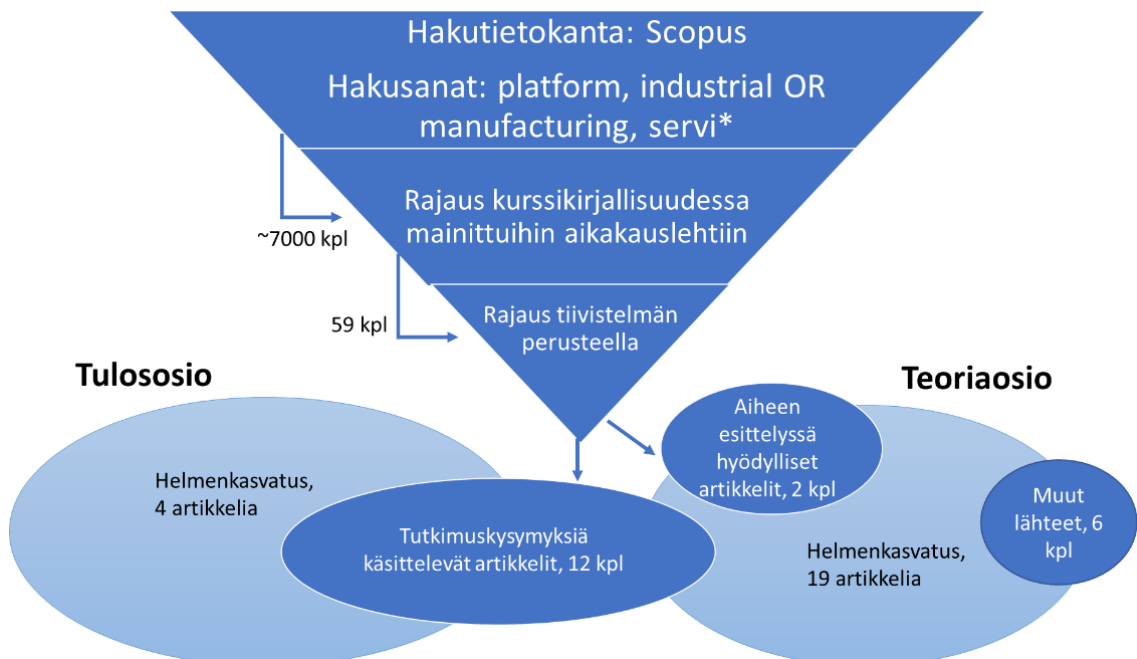 Hakutietokanta: Scopus
Hakusanat: platform, industrial OR
manufacturing, servi*
~7000 kpl
Rajaus kurssikirjallisuudessa
mainittuihin aikakauslehtiin
59 kpl
Rajaus tiivistelmän
perusteella
Tulososio
Teoriaosio
Helmenkasvatus,
4 artikkelia
Tutkimuskysymyksiä
käsittelevät artikkelit, 12 kpl
Aiheen
esittelyssä
hyödylliset
artikkelit, 2 kpl
Helmenkasvatus,
19 artikkelia
Muut
lähteet, 6
kpl